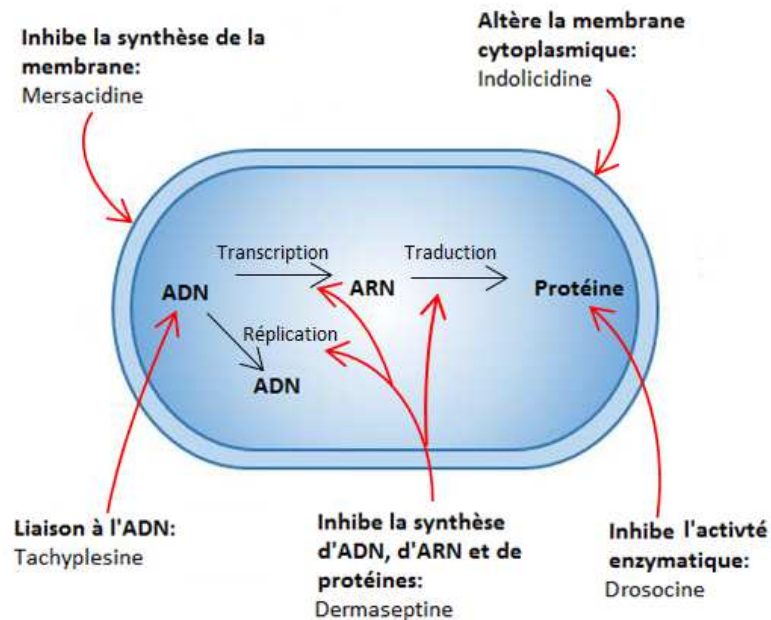 Inhibe la synthèse de la
membrane:
Mersacidine
Altère la membrane
cytoplasmique:
Indolicidine
Transcription
Traduction
ADN
ARN
Protéine
Réplication
ADN
Liaison à l'ADN:
Tachyplesine
Inhibe la synthèse
d'ADN, d'ARN et de
protéines:
Dermaseptine
Inhibe l'activté
enzymatique:
Drosocine